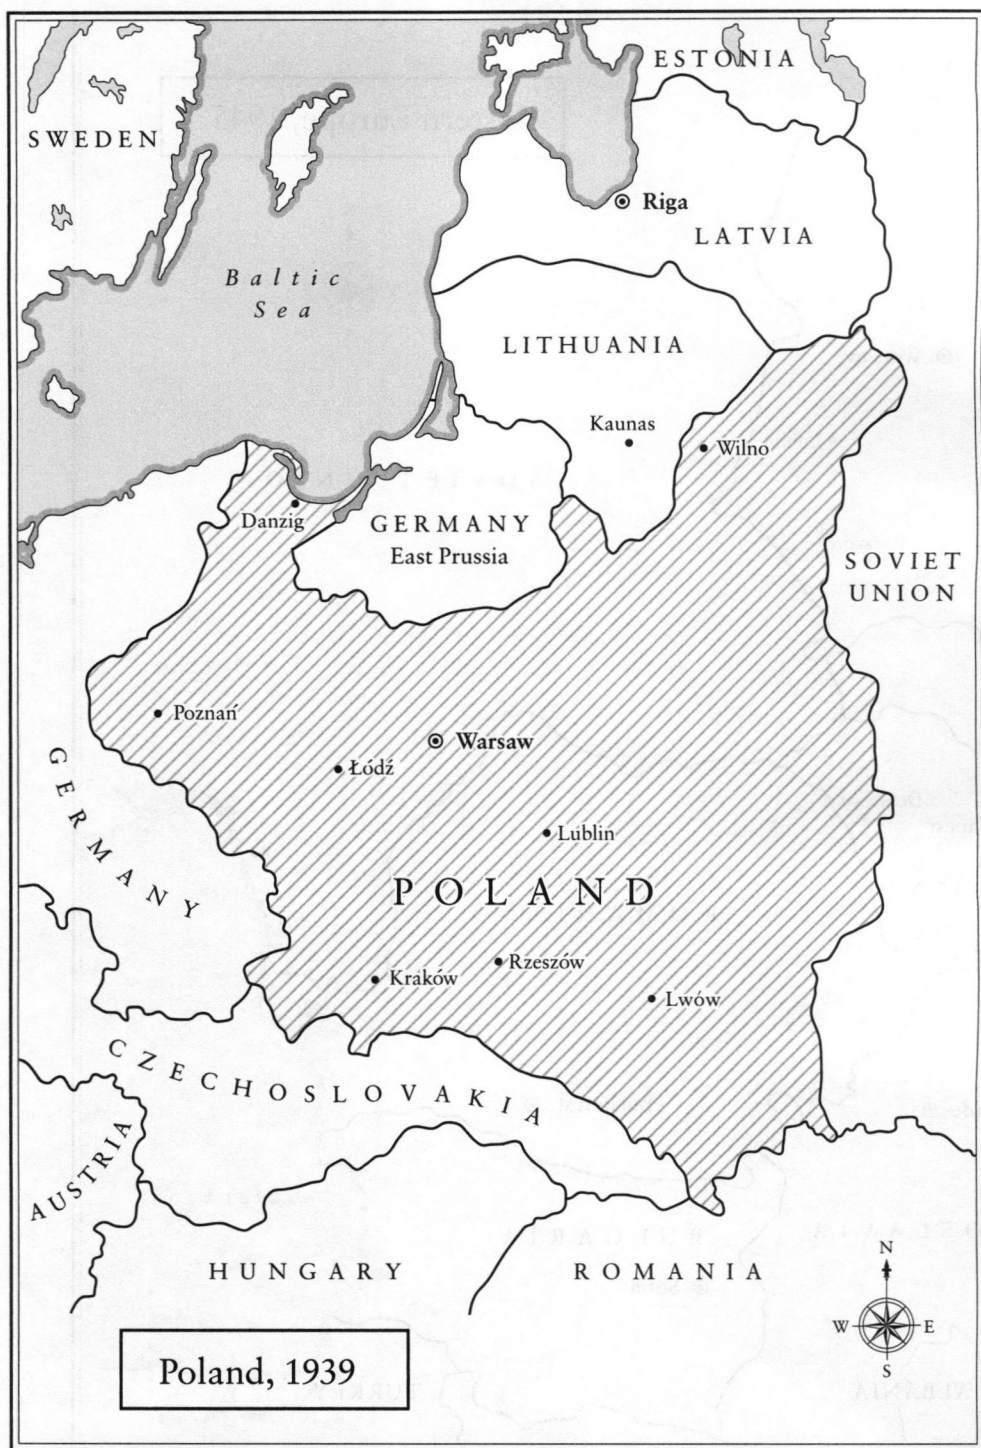 ESTONIA
SWEDEN
Riga
LATVIA
Baltic
Sea
LITHUANIA
Kaunas
Wilno
Danzig
GERMANY
East Prussia
SOVIET
UNION
Poznań
Warsaw
Łódź
GERMANY
Lublin
POLAND
Rzeszów
Kraków
Lwów
CZECHOSLOVAKIA
AUSTRIA
HUNGARY
ROMANIA
N
W
E
S
Poland, 1939